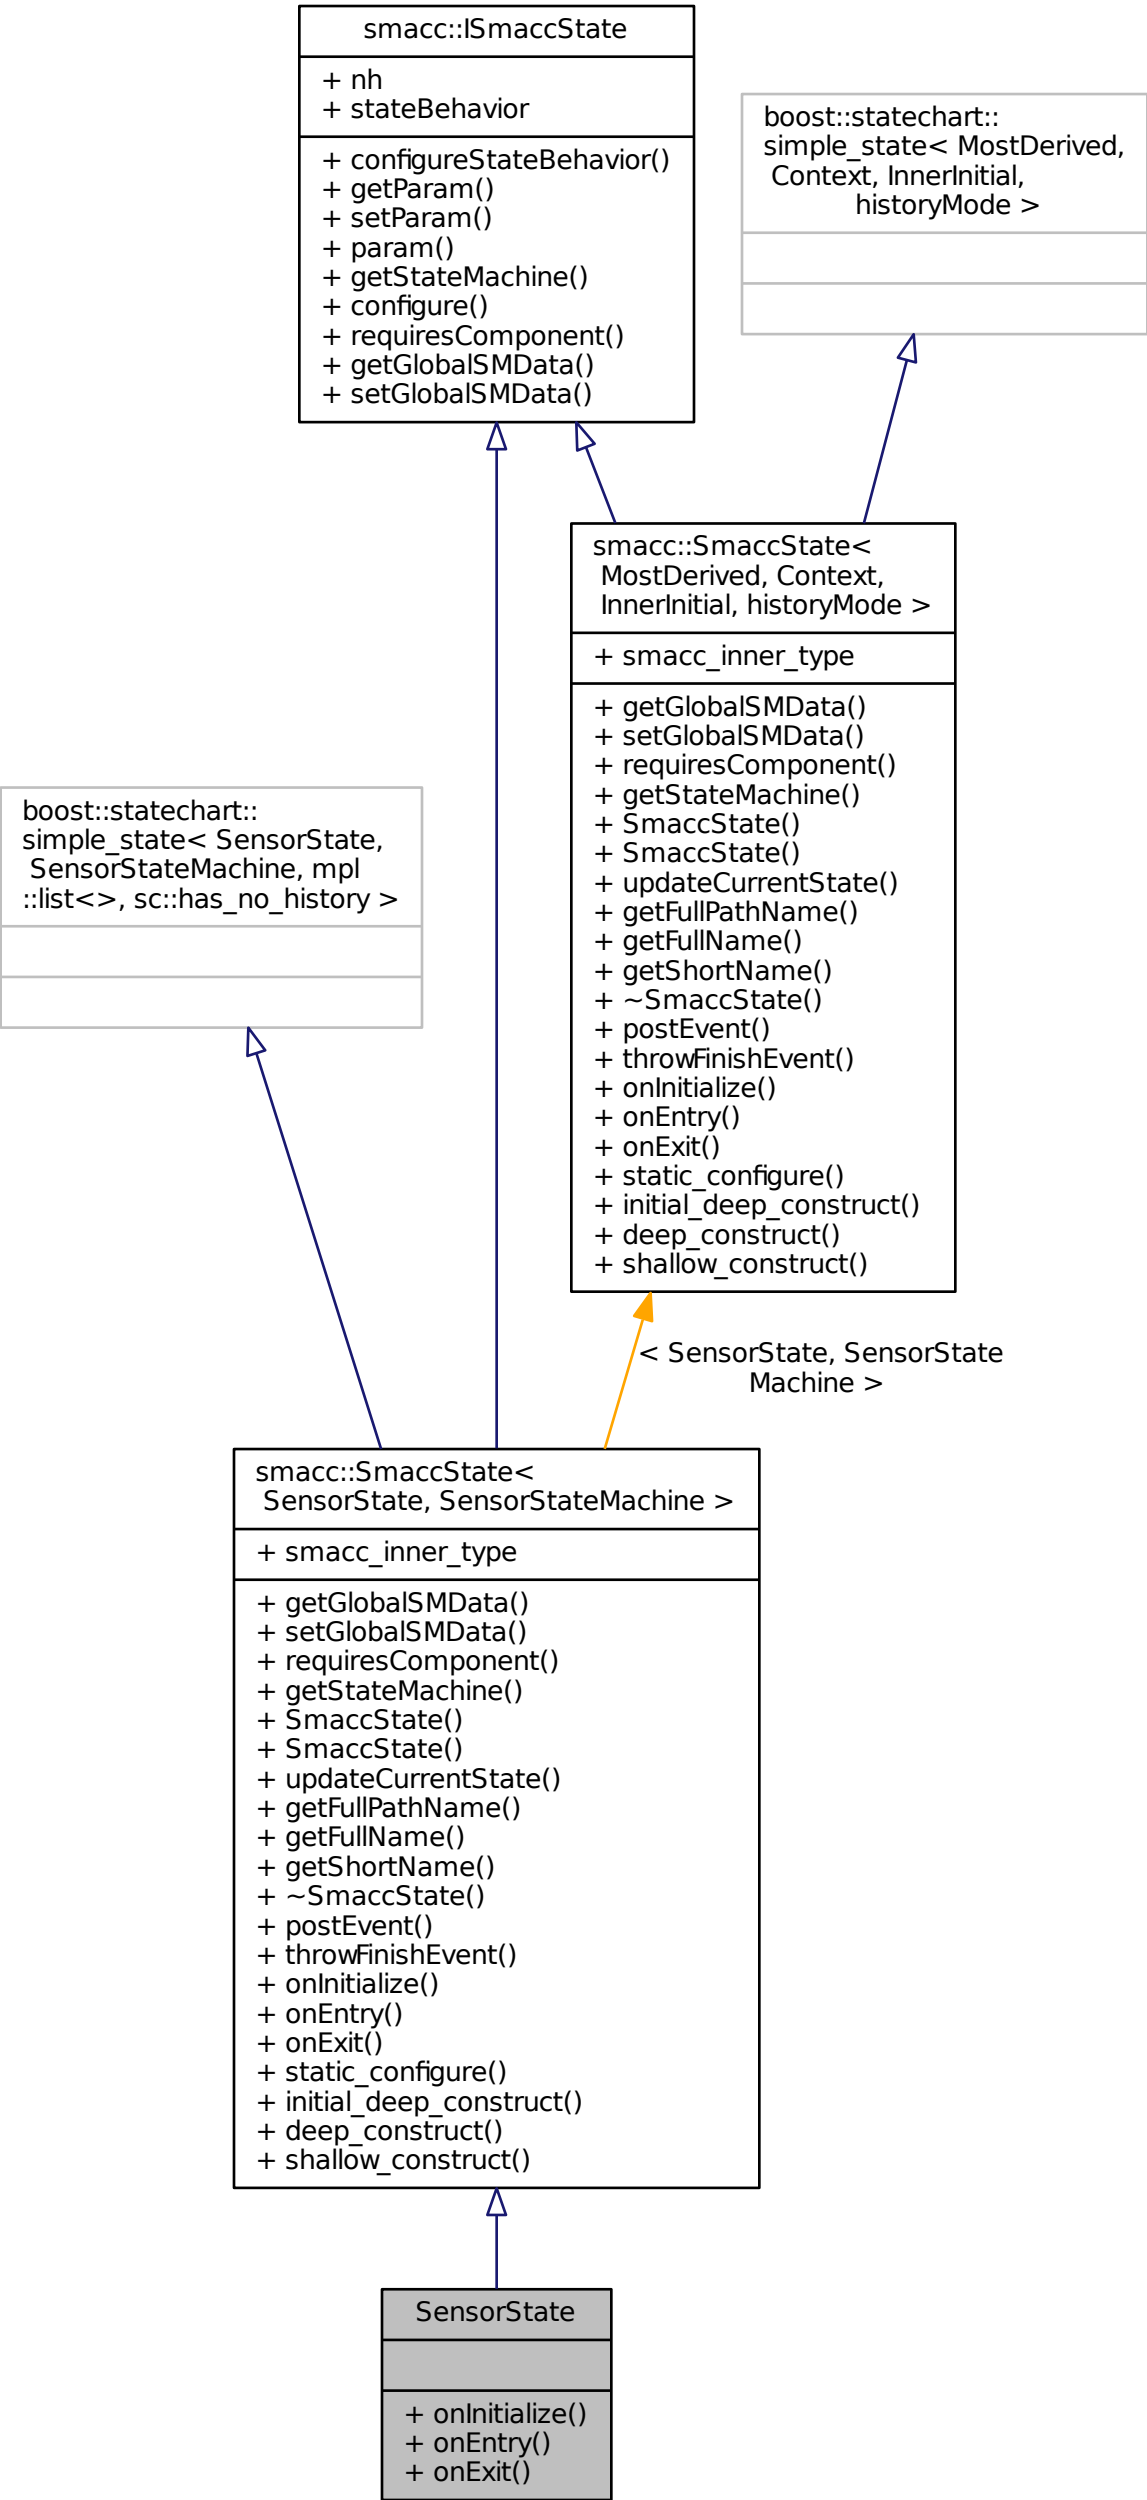 smacc::ISmaccState
+ nh
+ stateBehavior
+ configureStateBehavior()
+ getParam()
+ setParam()
+ param()
+ getStateMachine()
+ configure()
+ requiresComponent()
+ getGlobalSMData()
+ setGlobalSMData()
boost::statechart::
simple_state< MostDerived,
Context, InnerInitial,
historyMode >
smacc::SmaccState<
MostDerived, Context,
InnerInitial, historyMode >
+ smacc_inner_type
+ getGlobalSMData()
+ setGlobalSMData()
+ requiresComponent()
+ getStateMachine()
+ SmaccState()
+ SmaccState()
+ updateCurrentState()
+ getFullPathName()
+ getFullName()
+ getShortName()
+ ~SmaccState()
+ postEvent()
+ throwFinishEvent()
+ onInitialize()
+ onEntry()
+ onExit()
+ static_configure()
+ initial_deep_construct()
+ deep_construct()
+ shallow_construct()
boost::statechart::
simple_state< SensorState,
SensorStateMachine, mpl
::list<>, sc::has_no_history >
< SensorState, SensorState
Machine >
smacc::SmaccState<
SensorState, SensorStateMachine >
+ smacc_inner_type
+ getGlobalSMData()
+ setGlobalSMData()
+ requiresComponent()
+ getStateMachine()
+ SmaccState()
+ SmaccState()
+ updateCurrentState()
+ getFullPathName()
+ getFullName()
+ getShortName()
+ ~SmaccState()
+ postEvent()
+ throwFinishEvent()
+ onInitialize()
+ onEntry()
+ onExit()
+ static_configure()
+ initial_deep_construct()
+ deep_construct()
+ shallow_construct()
SensorState
+ onInitialize()
+ onEntry()
+ onExit()